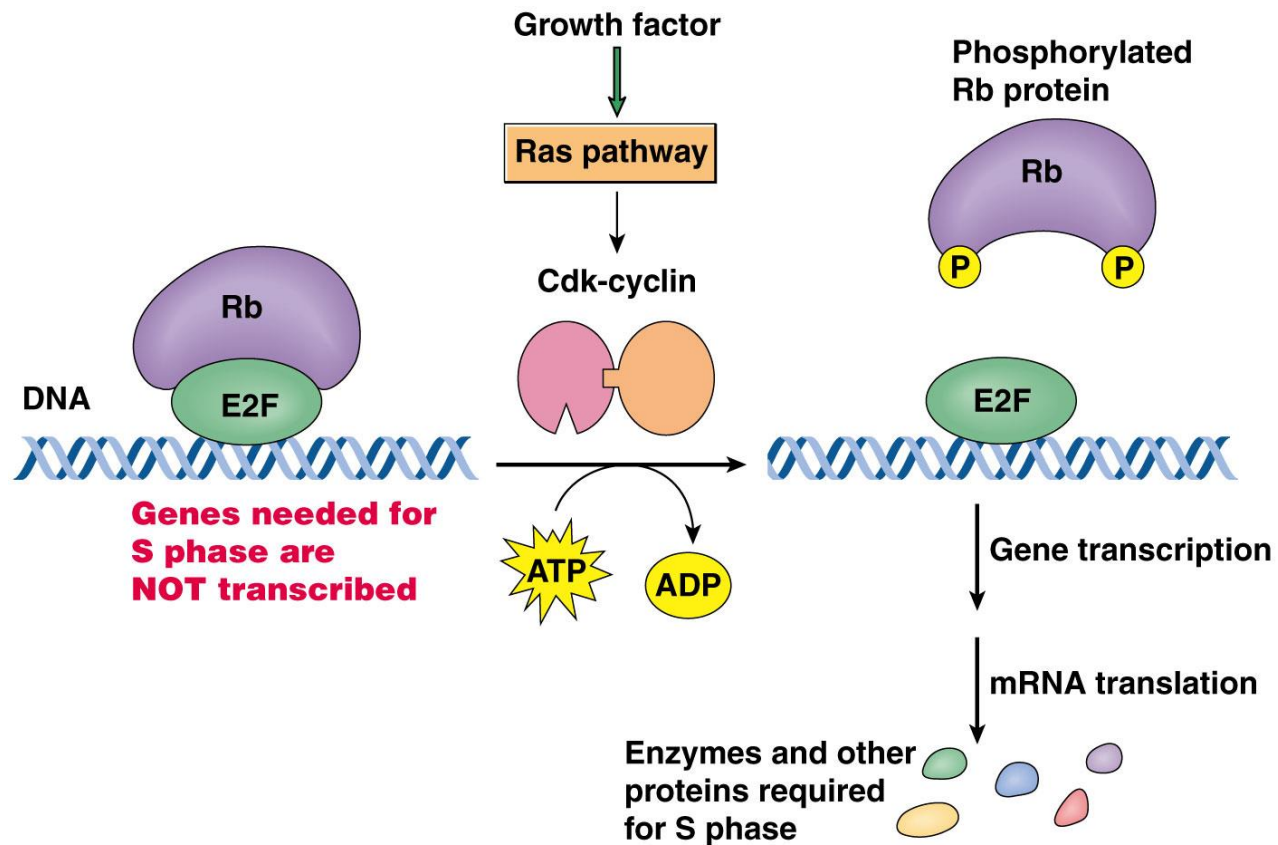 Growth factor
Ras pathway
Cdk-cyclin
Phosphorylated
Rb protein
Rb
P
P
Rb
E2F
DNA
E2F
Genes needed for
S phase are
NOT transcribed
ATP
ADP
Gene transcription
mRNA translation
Enzymes and other
proteins required
for S phase